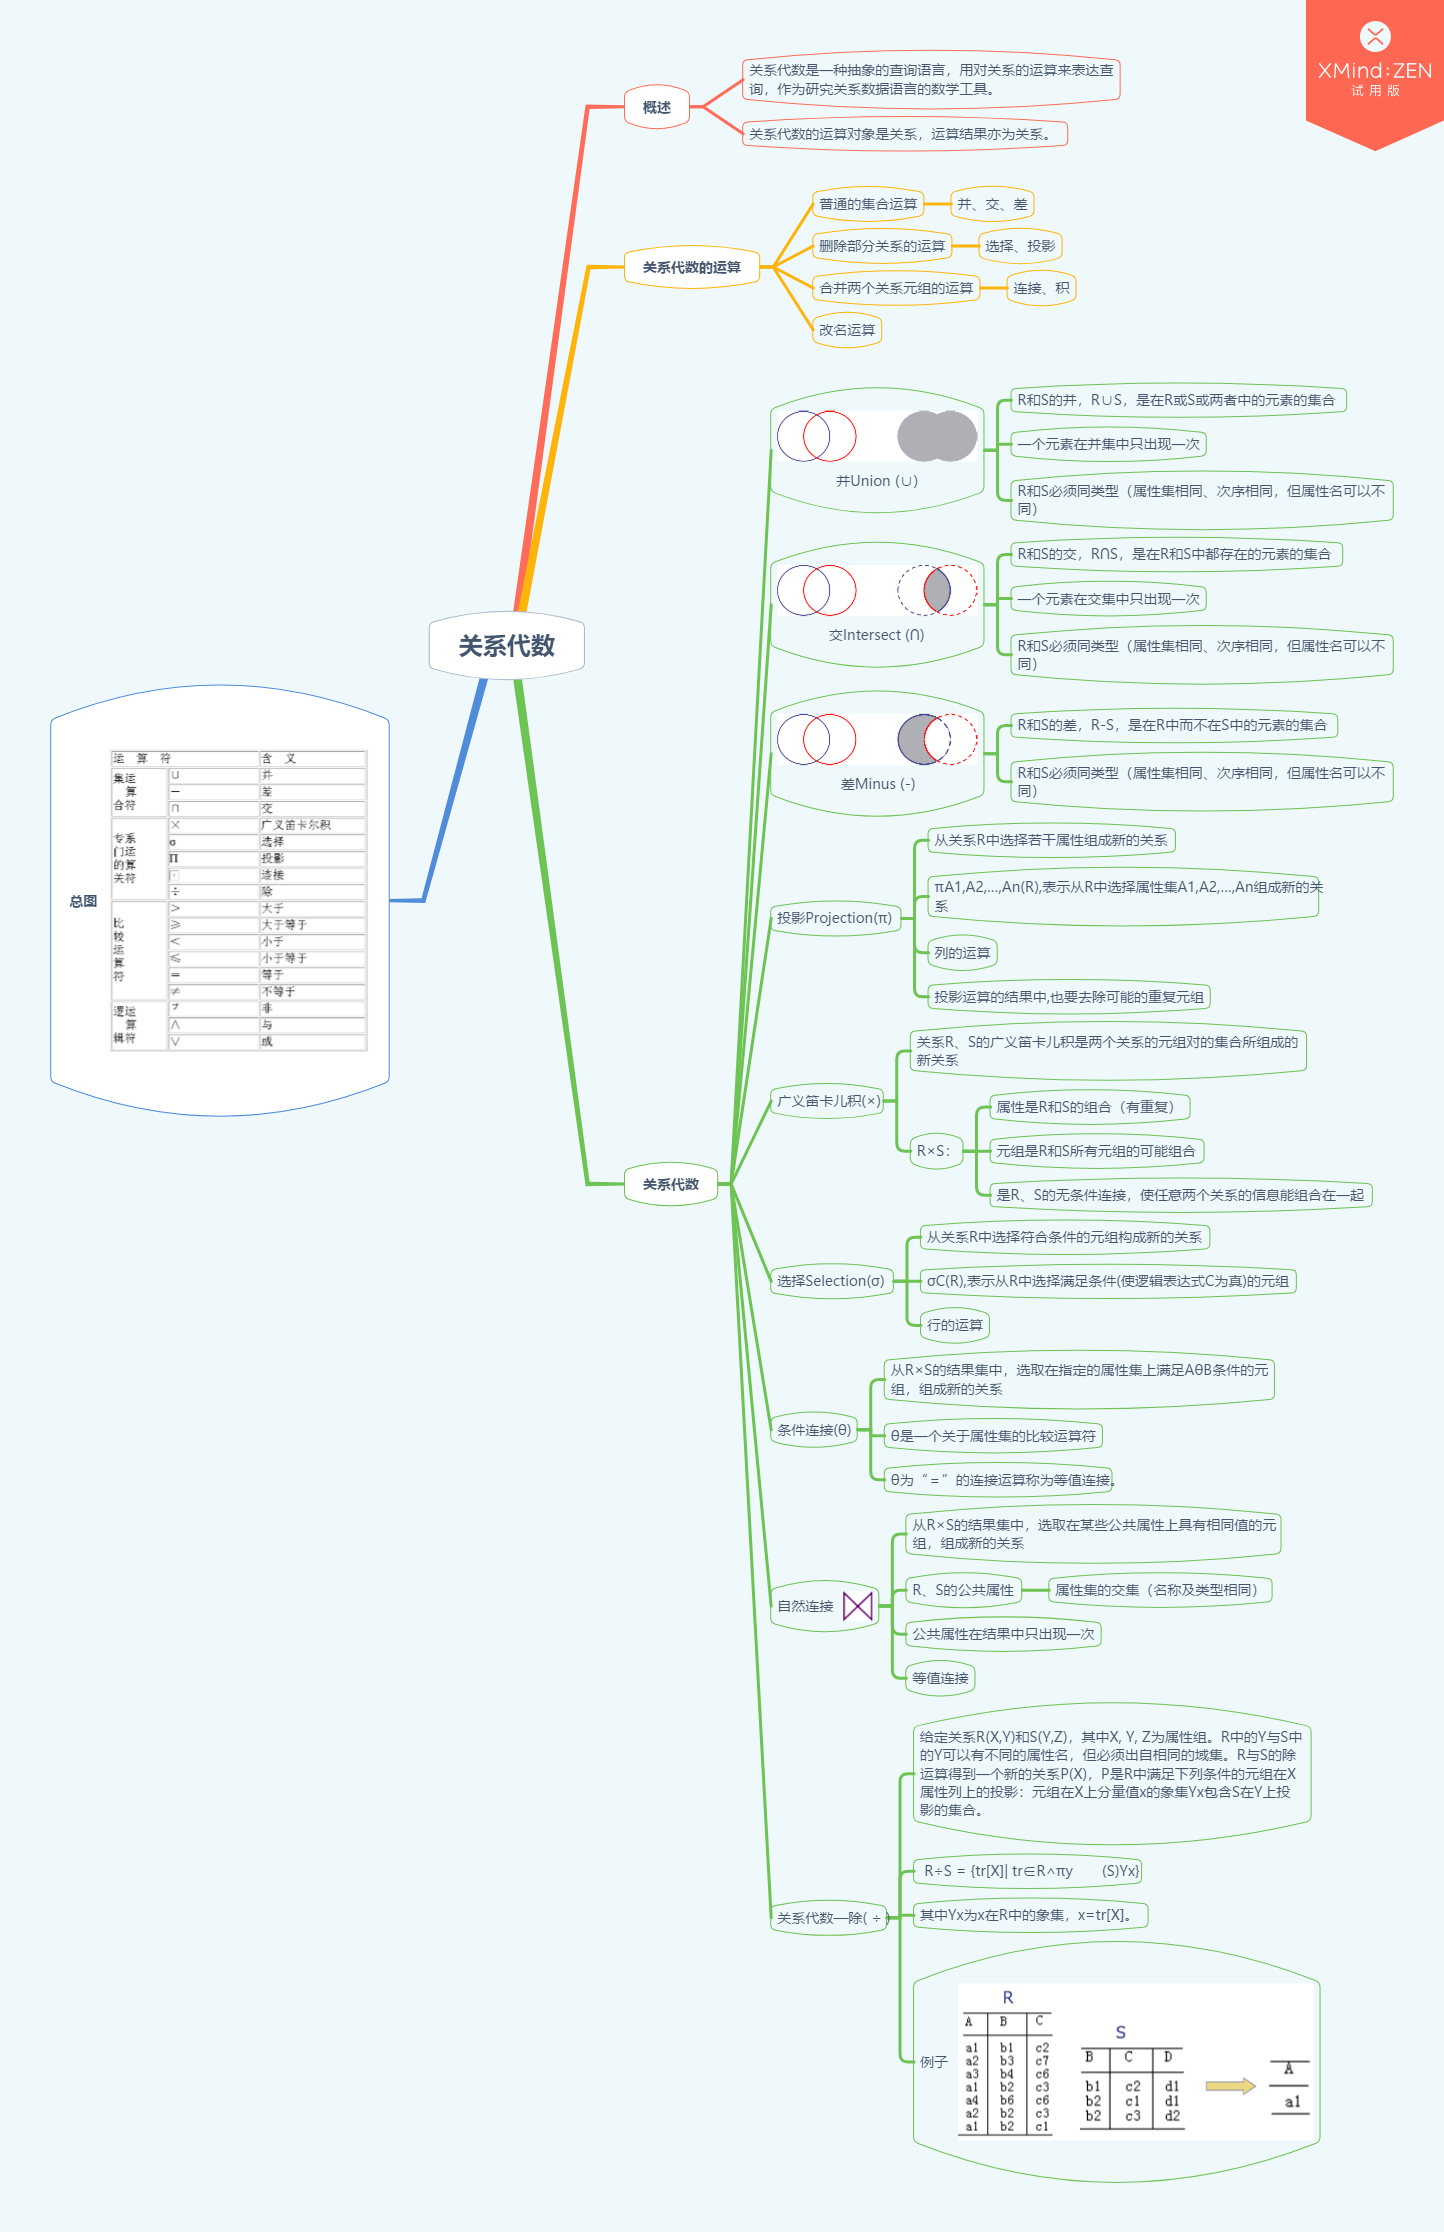 XMind:ZEN
试用版
关系代数
概述
关系代数是一种抽象的查询语言，用对关系的运算来表达查
询，作为研究关系数据语言的数学工具。
关系代数的运算对象是关系，运算结果亦为关系。
关系代数的运算
普通的集合运算
并、交、差
删除部分关系的运算
选择、投影
合并两个关系元组的运算
连接、积
改名运算
总图
运 算 符 含 义
集运
算
合符
∪ 并
− 差
∩ 交
专系
门运
的算
关符
× 广义笛卡尔积
σ 选择
Π 投影
连接
÷ 除
比
较
运
算
符
> 大于
≥ 大于等于
< 小于
≤ 小于等于
= 等于
≠ 不等于
逻运
算
辑符
非
∧ 与
∨ 或
关系代数
并Union (∪)
R和S的并，R∪S，是在R或S或两者中的元素的集合
一个元素在并集中只出现一次
R和S必须同类型（属性集相同、次序相同，但属性名可以不
同）
交Intersect (∩)
R和S的交，R∩S，是在R和S中都存在的元素的集合
一个元素在交集中只出现一次
R和S必须同类型（属性集相同、次序相同，但属性名可以不
同）
差Minus (-)
R和S的差，R-S，是在R中而不在S中的元素的集合
R和S必须同类型（属性集相同、次序相同，但属性名可以不
同）
投影Projection(π)
从关系R中选择若干属性组成新的关系
πA1,A2,...,An(R),表示从R中选择属性集A1,A2,...,An组成新的关
系
列的运算
投影运算的结果中,也要去除可能的重复元组
广义笛卡儿积(×)
关系R、S的广义笛卡儿积是两个关系的元组对的集合所组成的
新关系
R×S：
属性是R和S的组合（有重复）
元组是R和S所有元组的可能组合
是R、S的无条件连接，使任意两个关系的信息能组合在一起
选择Selection(σ)
从关系R中选择符合条件的元组构成新的关系
σC(R),表示从R中选择满足条件(使逻辑表达式C为真)的元组
行的运算
条件连接(θ)
从R×S的结果集中，选取在指定的属性集上满足AθB条件的元
组，组成新的关系
θ是一个关于属性集的比较运算符
θ为“=”的连接运算称为等值连接。
自然连接
从R×S的结果集中，选取在某些公共属性上具有相同值的元
组，组成新的关系
R、S的公共属性
属性集的交集（名称及类型相同）
公共属性在结果中只出现一次
等值连接
关系代数—除( ÷ )
给定关系R(X,Y)和S(Y,Z)，其中X, Y, Z为属性组。R中的Y与S中
的Y可以有不同的属性名，但必须出自相同的域集。R与S的除
运算得到一个新的关系P(X)，P是R中满足下列条件的元组在X
属性列上的投影：元组在X上分量值x的象集Yx包含S在Y上投
影的集合。
R÷S = {tr[X]| tr∈R∧πy (S)Yx}
其中Yx为x在R中的象集，x=tr[X]。
例子
R
A B C
a1 b1 c2
a2 b3 c7
a3 b4 c6
a1 b2 c3
a4 b6 c6
a2 b2 c3
a1 b2 c1
S
B C D
b1 c2 d1
b2 c1 d1
b2 c3 d2
A
a1